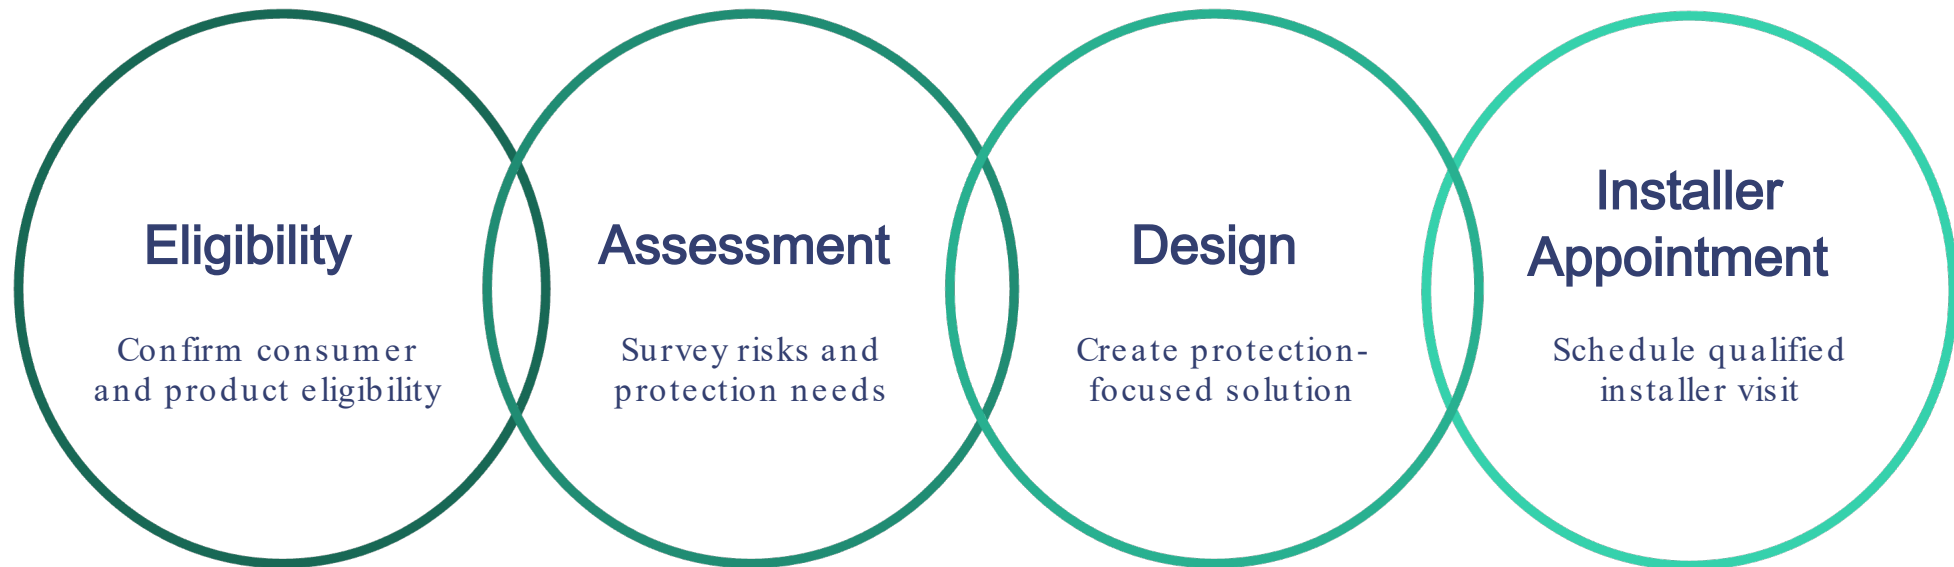 Eligibility
Confirm consumer
and product eligibility
Assessment
Survey risks and
protection needs
Design
Create protection-
focused solution
Installer
Appointment
Schedule qualified
installer visit